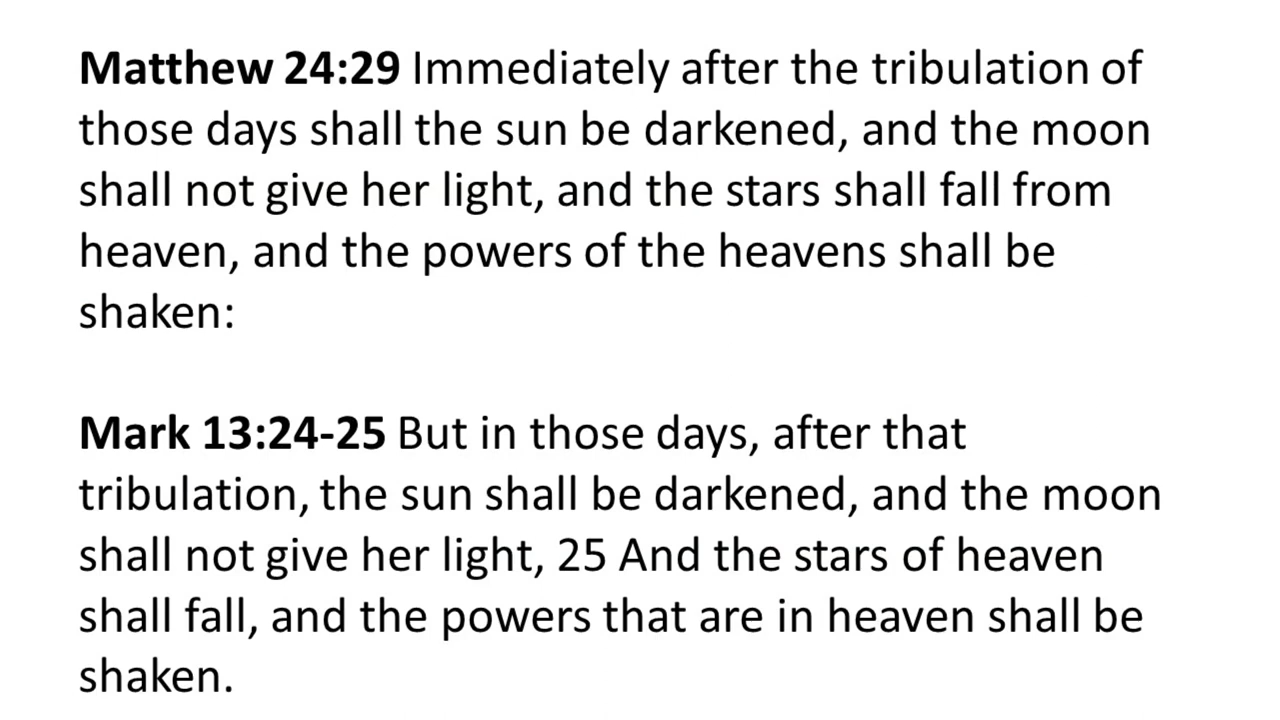 Matthew 24:29 Immediately after the tribulation of
those days shall the sun be darkened, and the moon
shall not give her light, and the stars shall fall from
heaven, and the powers of the heavens shall be
shaken:
Mark 13:24-25 But in those days, after that
tribulation, the sun shall be darkened, and the moon
shall not give her light, 25 And the stars of heaven
shall fall, and the powers that are in heaven shall be
shaken.